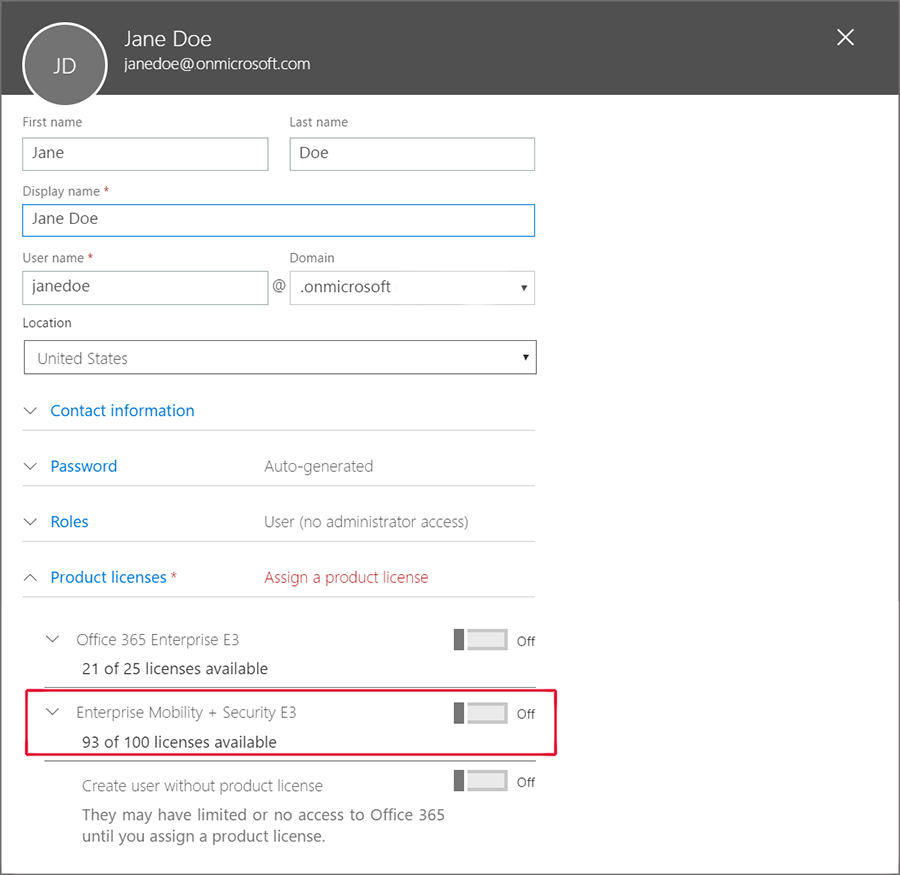 JD
Jane Doe
janedoe@onmicrosoft.com
First name
Last name
Jane
Doe
Display name *
Jane Doe
User name *
Domain
janedoe
@
.onmicrosoft
Location
United States
Contact information
Password
Auto-generated
Roles
User (no administrator access)
Product licenses *
Assign a product license
Office 365 Enterprise E3
Off
21 of 25 licenses available
Enterprise Mobility + Security E3
Off
93 of 100 licenses available
Create user without product license
Off
They may have limited or no access to Office 365
until you assign a product license.